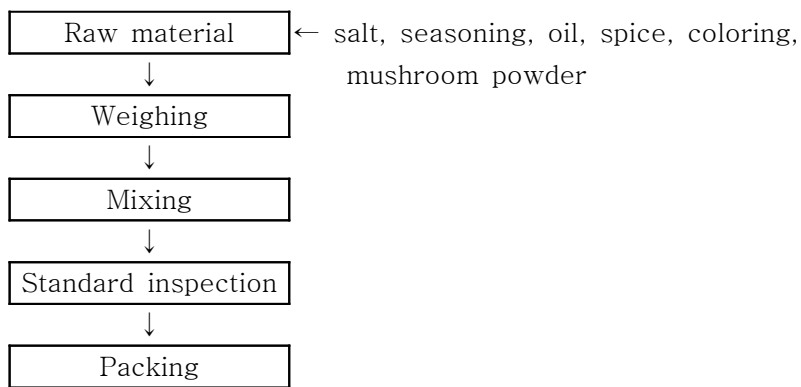 Raw material ← salt, seasoning, oil, spice, coloring,
mushroom powder
↓
Weighing
↓
Mixing
↓
Standard inspection
↓
Packing